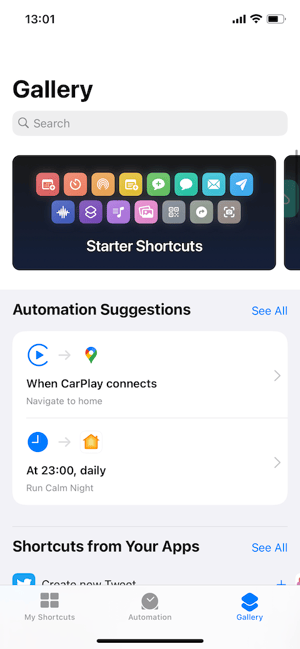 13:01
Gallery
Search
Starter Shortcuts
Automation Suggestions
See All
When CarPlay connects
Navigate to home
At 23:00, daily
Run Calm Night
Shortcuts from Your Apps
See All
Create new Tweet
My Shortcuts
Automation
Gallery